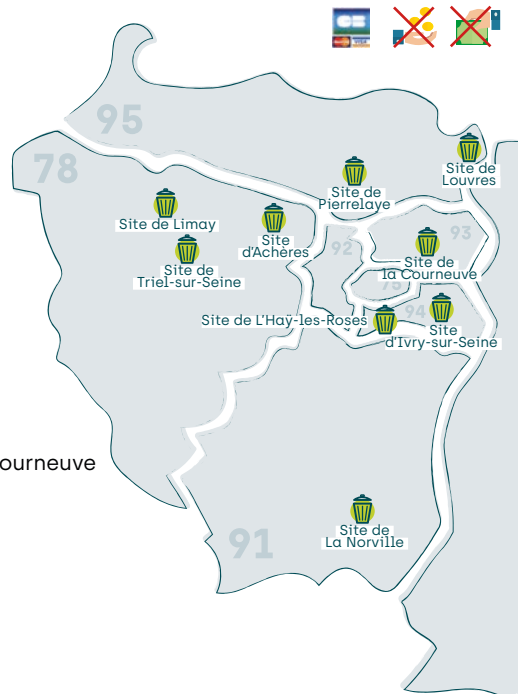 CB
VISA
95
78
Site de
Louvres
Site de
Pierrelaye
Site de Limay
Site
d'Achères
92
93
Site de
la Courneuve
Site de
Triel-sur-Seine
75
94
Site de L'Haÿ-les-Roses
Site
d'Ivry-sur-Seine
ourneuve
Site de
La Norville
91